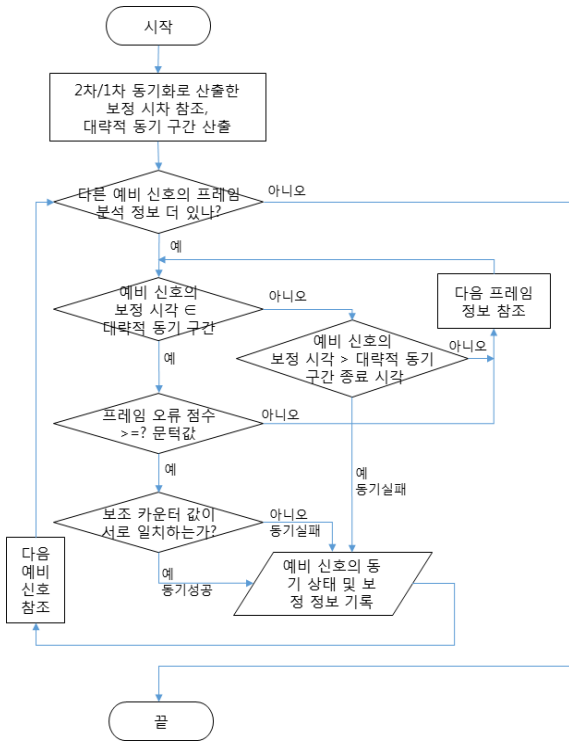 시작
2차/1차 동기화로 산출한
보정 시차 참조,
대략적 동기 구간 산출
다른 예비 신호의 프레임
분석 정보 더 있나?
아니오
예
예비 신호의
보정 시각 ∈
대략적 동기 구간
아니오
다음 프레임
정보 참조
예비 신호의
보정 시각 > 대략적 동기
구간 종료 시각
아니오
예
프레임 오류 점수
>=? 문턱값
아니오
예
예
동기실패
보조 카운터 값이
서로 일치하는가?
아니오
동기실패
다음
예비
신호
참조
예
동기성공
예비 신호의 동
기 상태 및 보
정 정보 기록
끝